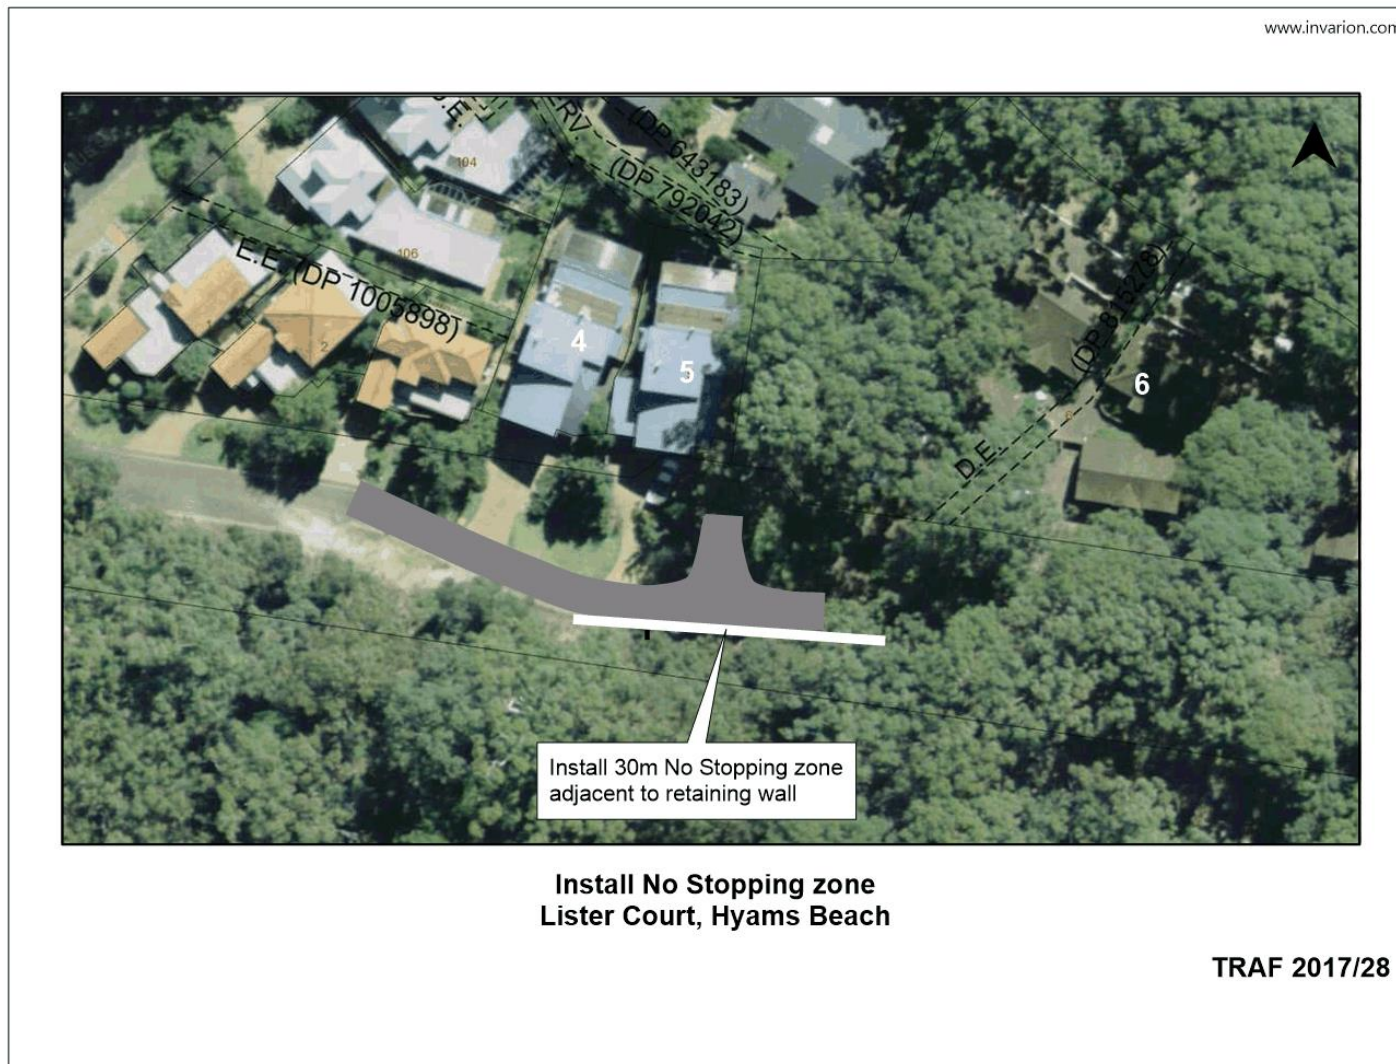 www.invarion.com
D.E.
RV
(DP 643183)
(DP 792042)
104
106
E.E. (DP 1005898)
2
4
5
(DP 815278)
6
6
D.E.
Install 30m No Stopping zone
adjacent to retaining wall
Install No Stopping zone
Lister Court, Hyams Beach
TRAF 2017/28